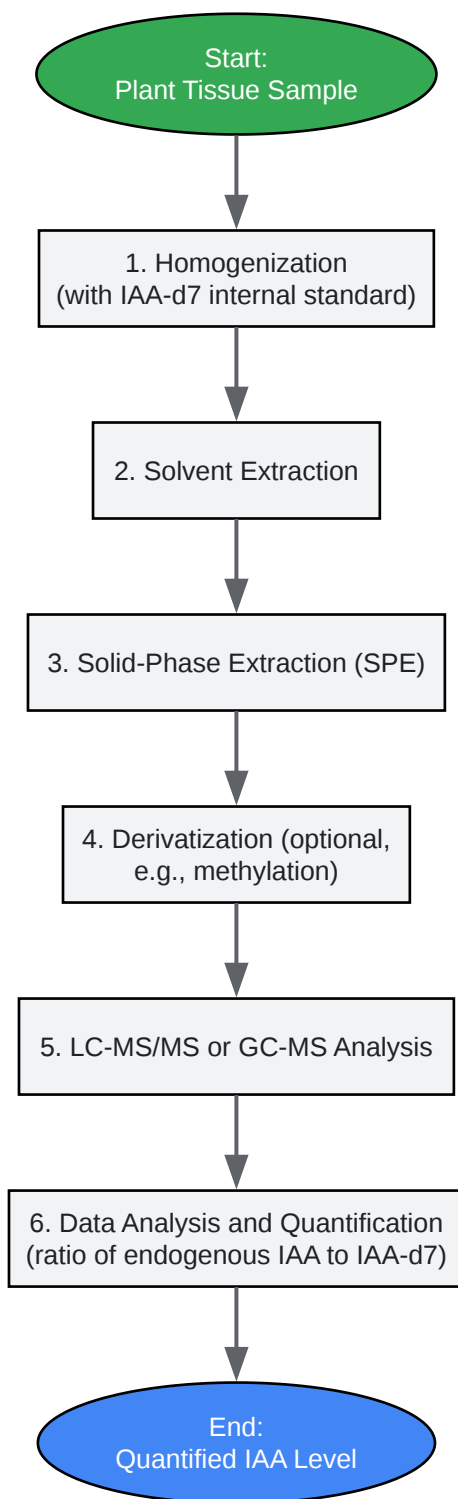 Start:
Plant Tissue Sample
1. Homogenization
(with IAA-d7 internal standard)
2. Solvent Extraction
3. Solid-Phase Extraction (SPE)
4. Derivatization (optional,
e.g., methylation)
5. LC-MS/MS or GC-MS Analysis
6. Data Analysis and Quantification
(ratio of endogenous IAA to IAA-d7)
End:
Quantified IAA Level